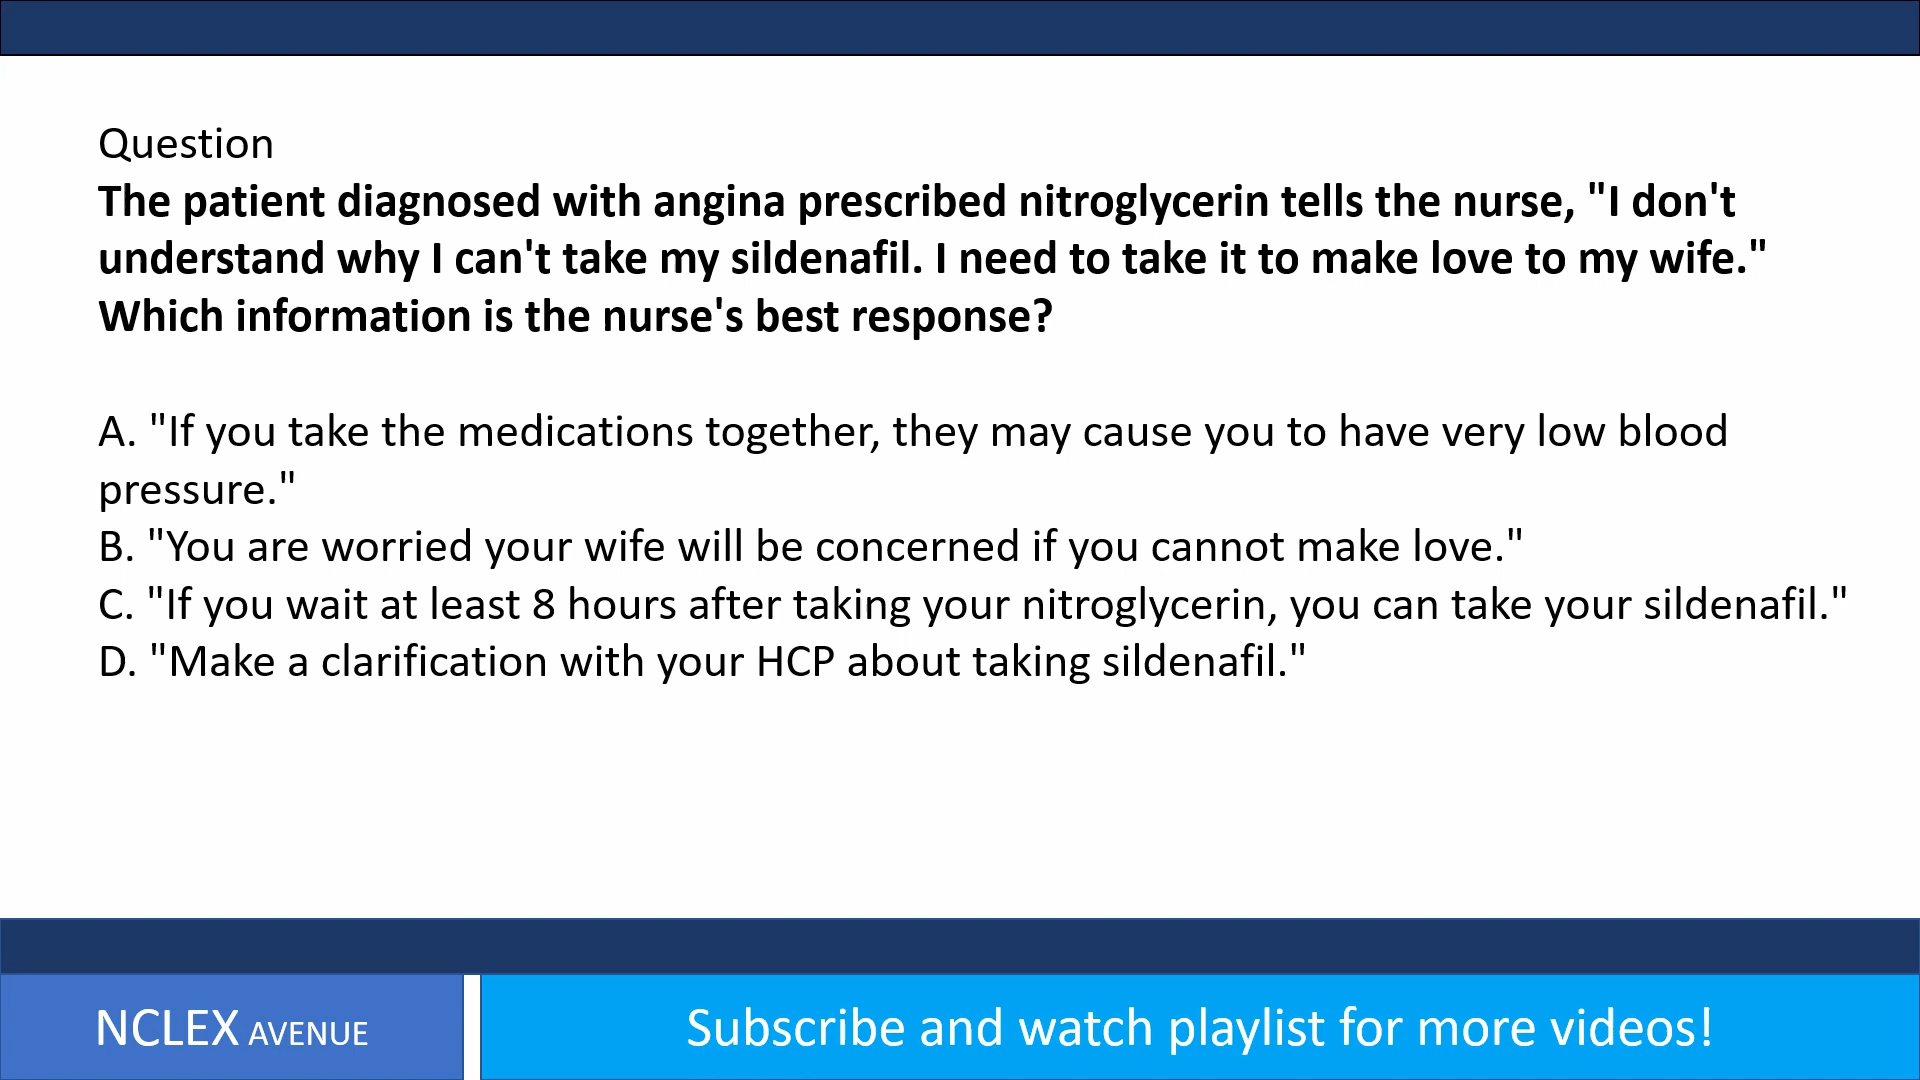 Question
The patient diagnosed with angina prescribed nitroglycerin tells the nurse, "I don't
understand why I can't take my sildenafil. I need to take it to make love to my wife."
Which information is the nurse's best response?
A. "If you take the medications together, they may cause you to have very low blood
pressure."
B. "You are worried your wife will be concerned if you cannot make love."
C. "If you wait at least 8 hours after taking your nitroglycerin, you can take your sildenafil."
D. "Make a clarification with your HCP about taking sildenafil."
NCLEX AVENUE
Subscribe and watch playlist for more videos!